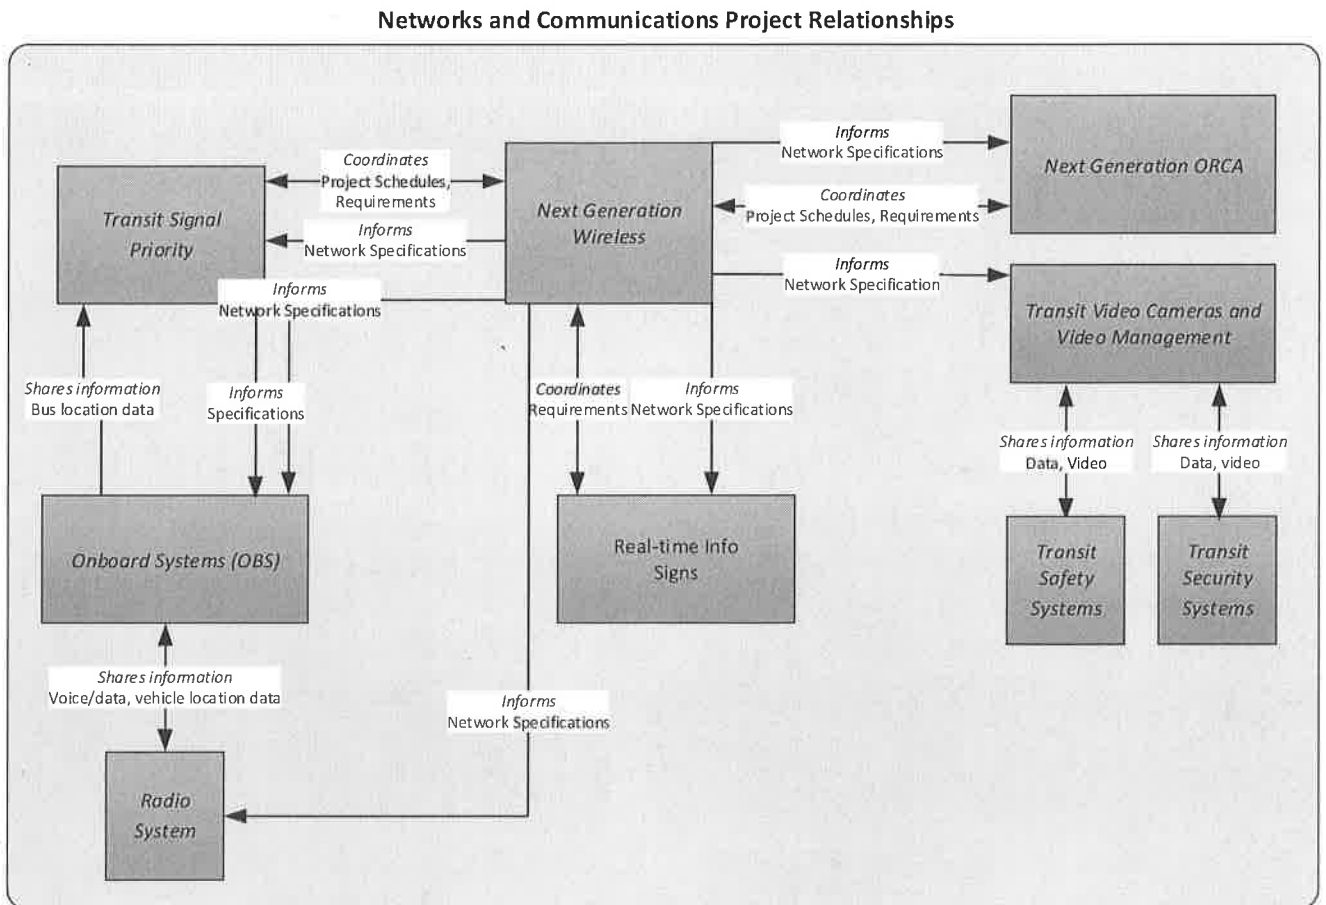 Networks and Communications Project Relationships
Informs
Network Specifications
Next Generation ORCA
Coordinates
Project Schedules,
Requirements
Transit Signal
Priority
Next Generation
Wireless
Coordinates
Project Schedules, Requirements
Informs
Network Specifications
Informs
Network Specification
Informs
Network Specifications
Transit Video Cameras and
Video Management
Shares information
Bus location data
Informs
Specifications
Coordinates
Requirements
Informs
Network Specifications
Shares information
Data, Video
Shares information
Data, video
Onboard Systems (OBS)
Real-time Info
Signs
Transit
Safety
Systems
Transit
Security
Systems
Shares information
Voice/data, vehicle location data
Informs
Network Specifications
Radio
System